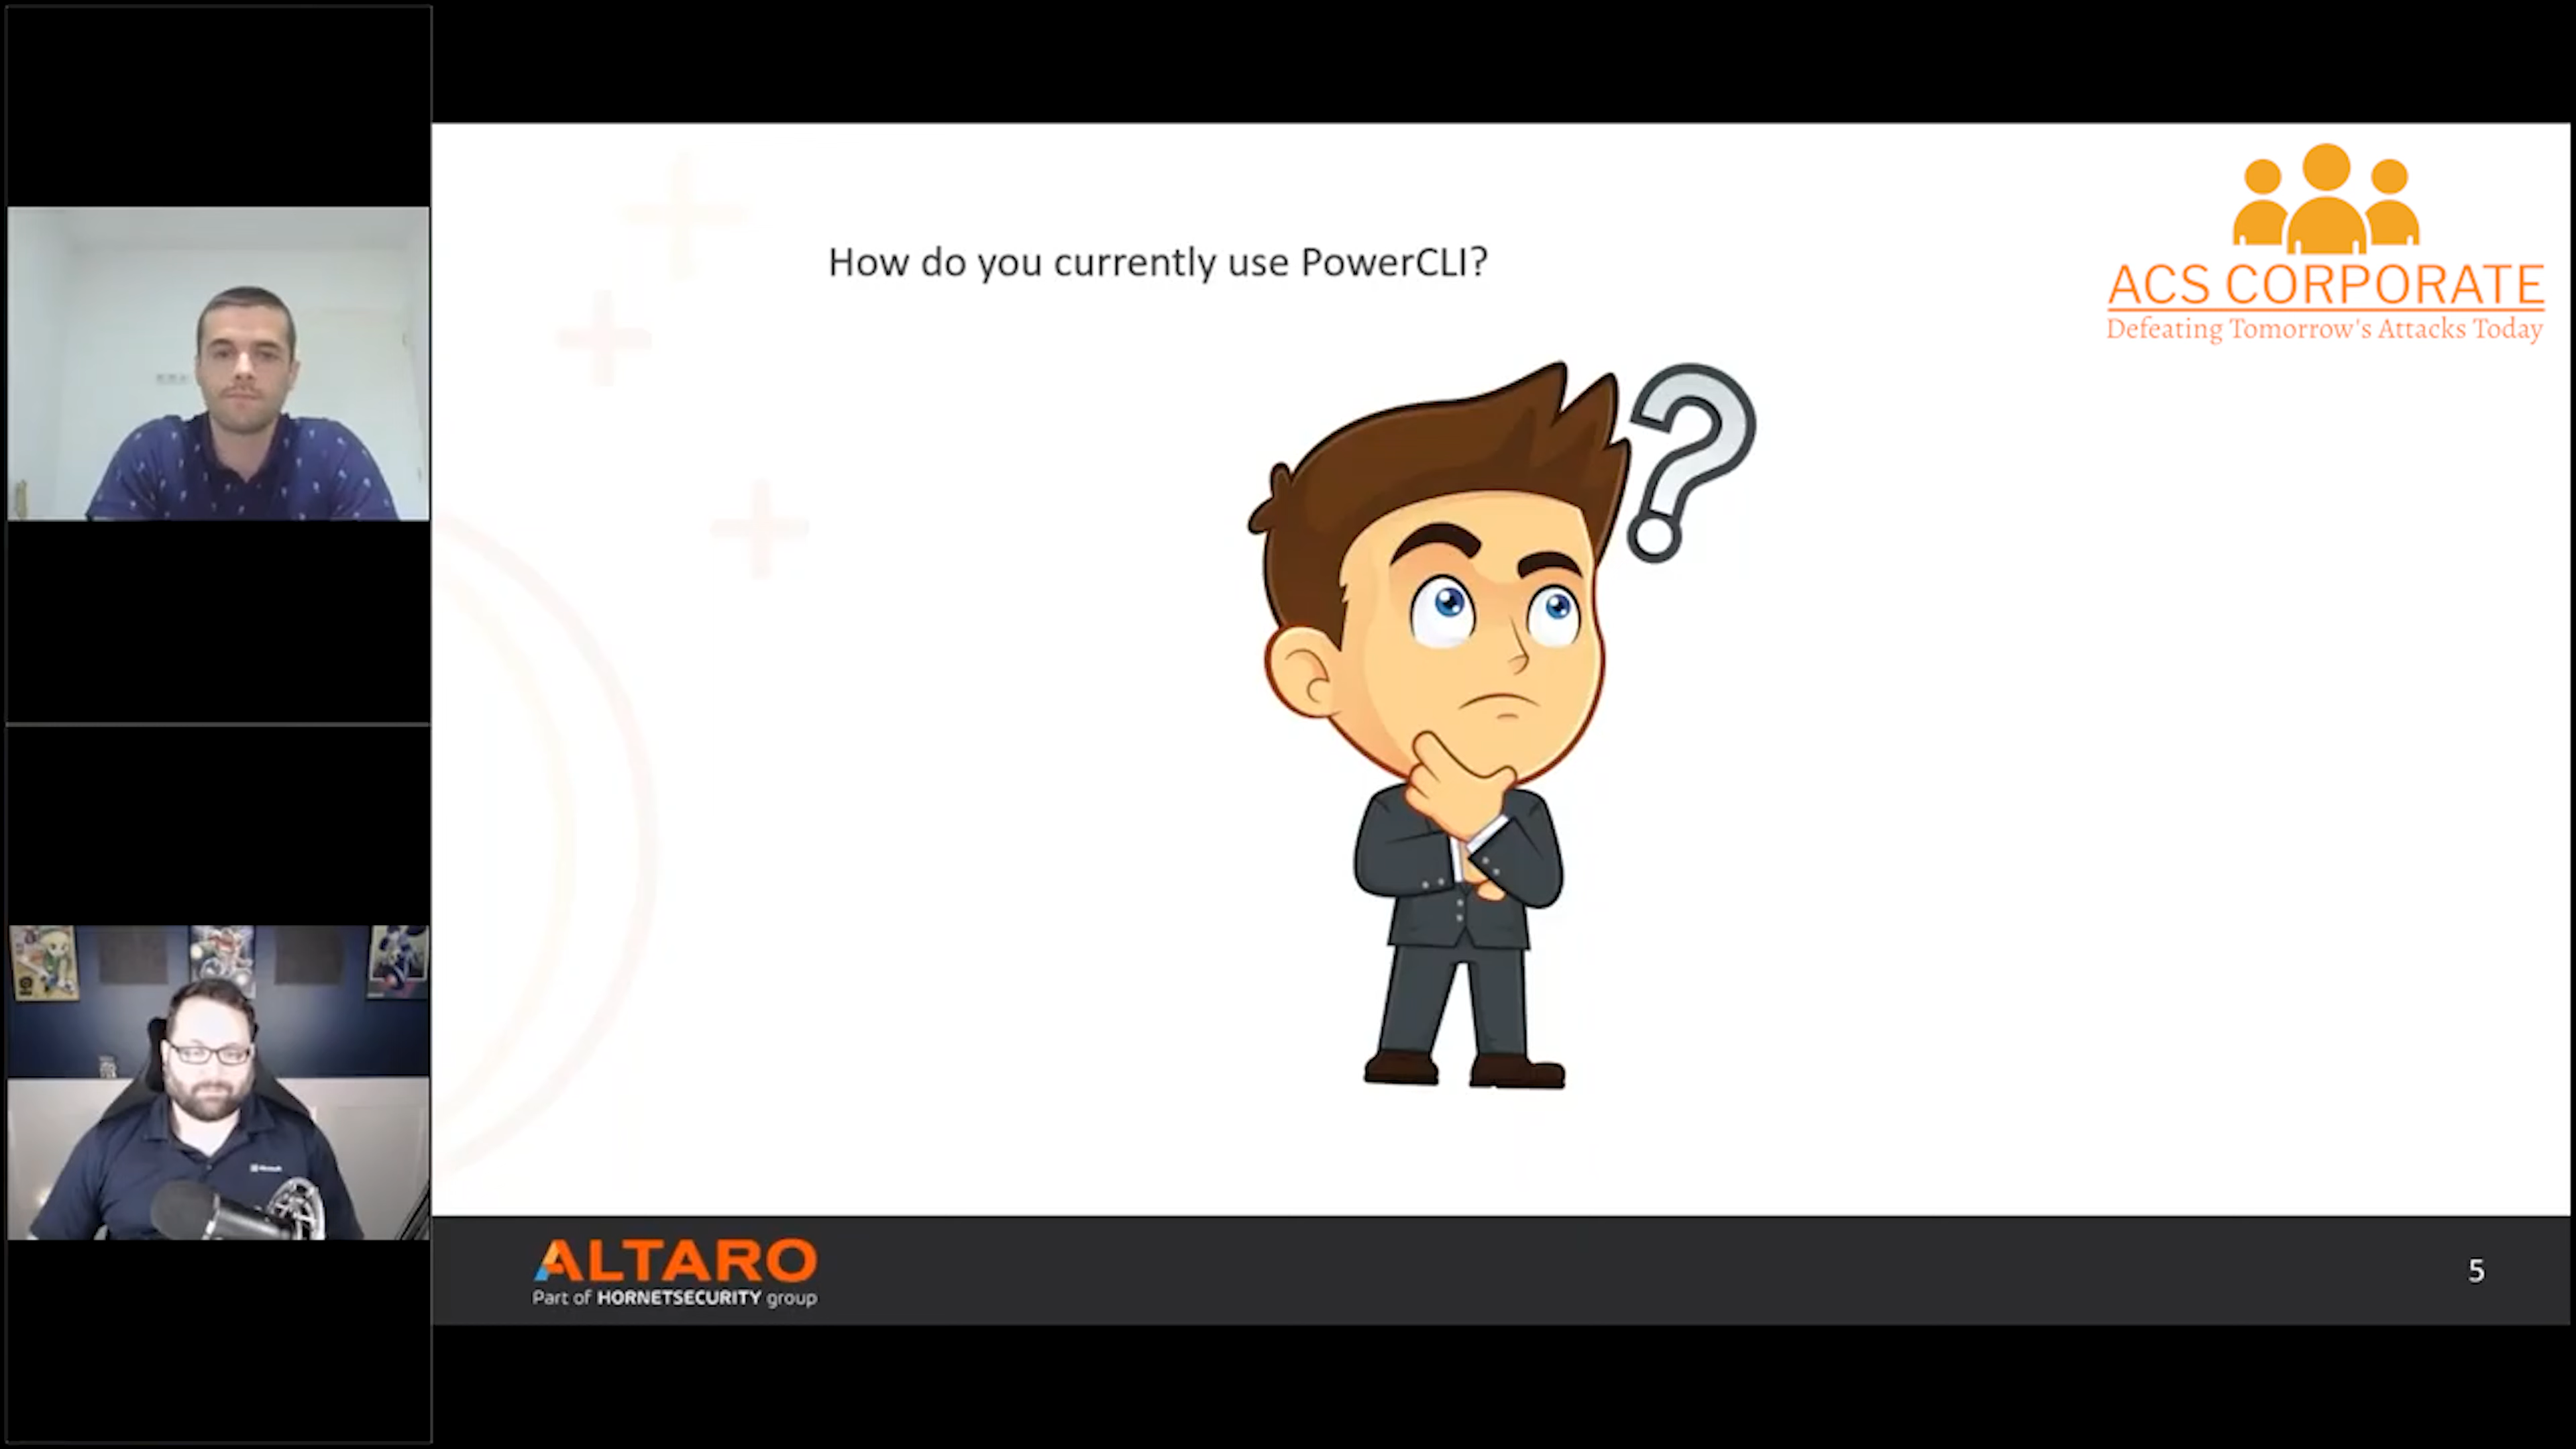 How do you currently use PowerCLI?
ACS CORPORATE
Defeating Tomorrow's Attacks Today
ALTARO
Part of HORNETSECURITY group
5